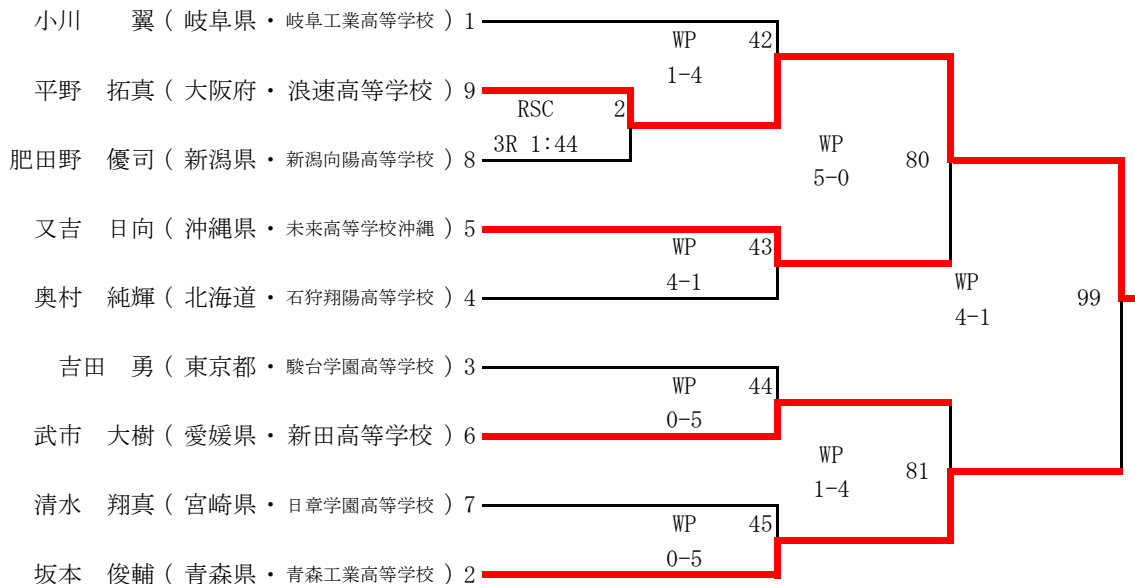 小川　　翼 ( 岐阜県・岐阜工業高等学校 ) 1
WP 42
1-4
平野　拓真 ( 大阪府・浪速高等学校 ) 9
RSC 2
3R 1:44
肥田野　優司 ( 新潟県・新潟向陽高等学校 ) 8
WP 80
5-0
又吉　日向 ( 沖縄県・未来高等学校沖縄 ) 5
WP 43
4-1
奥村　純輝 ( 北海道・石狩翔陽高等学校 ) 4
WP 99
4-1
吉田　勇 ( 東京都・駿台学園高等学校 ) 3
WP 44
0-5
武市　大樹 ( 愛媛県・新田高等学校 ) 6
WP 81
1-4
清水　翔真 ( 宮崎県・日章学園高等学校 ) 7
WP 45
0-5
坂本　俊輔 ( 青森県・青森工業高等学校 ) 2